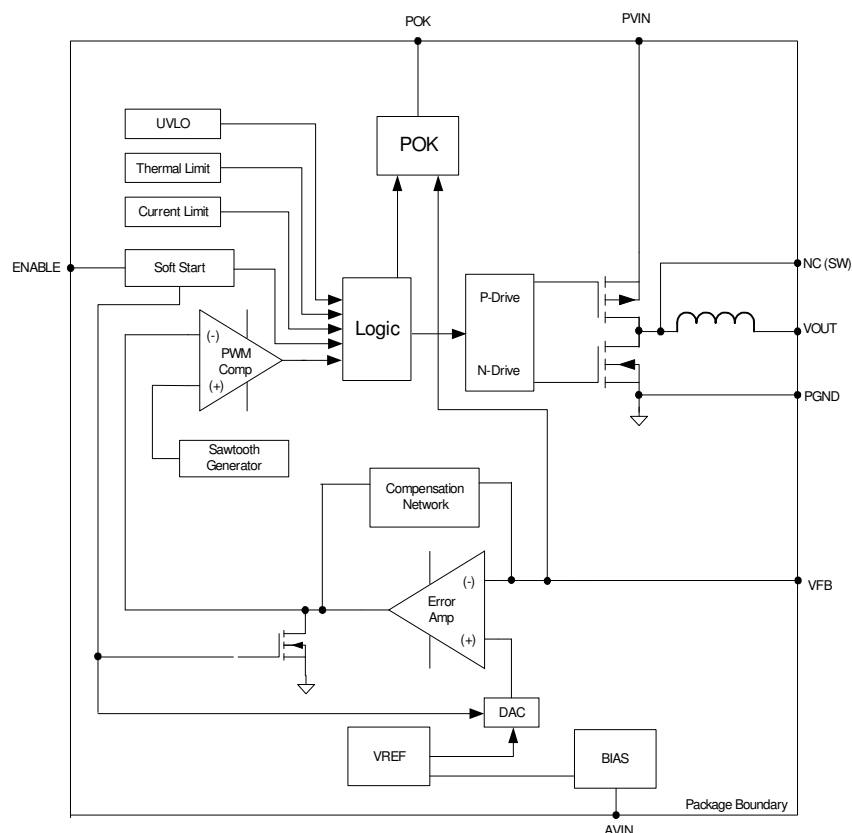 POK
PVIN
UVLO
POK
Thermal Limit
Current Limit
ENABLE
Soft Start
NC (SW)
P-Drive
Logic
(-)
VOUT
PWM
Comp
N-Drive
(+)
PGND
Sawtooth
Generator
Compensation
Network
(-)
VFB
Error
Amp
(+)
DAC
VREF
BIAS
Package Boundary
AVIN